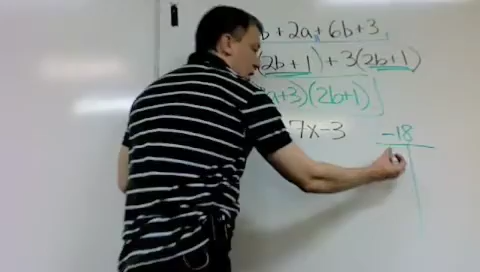 b + 2a + 6b + 3
(2b + 1) + 3(2b + 1)
+3)(2b+1)
7x - 3
-18